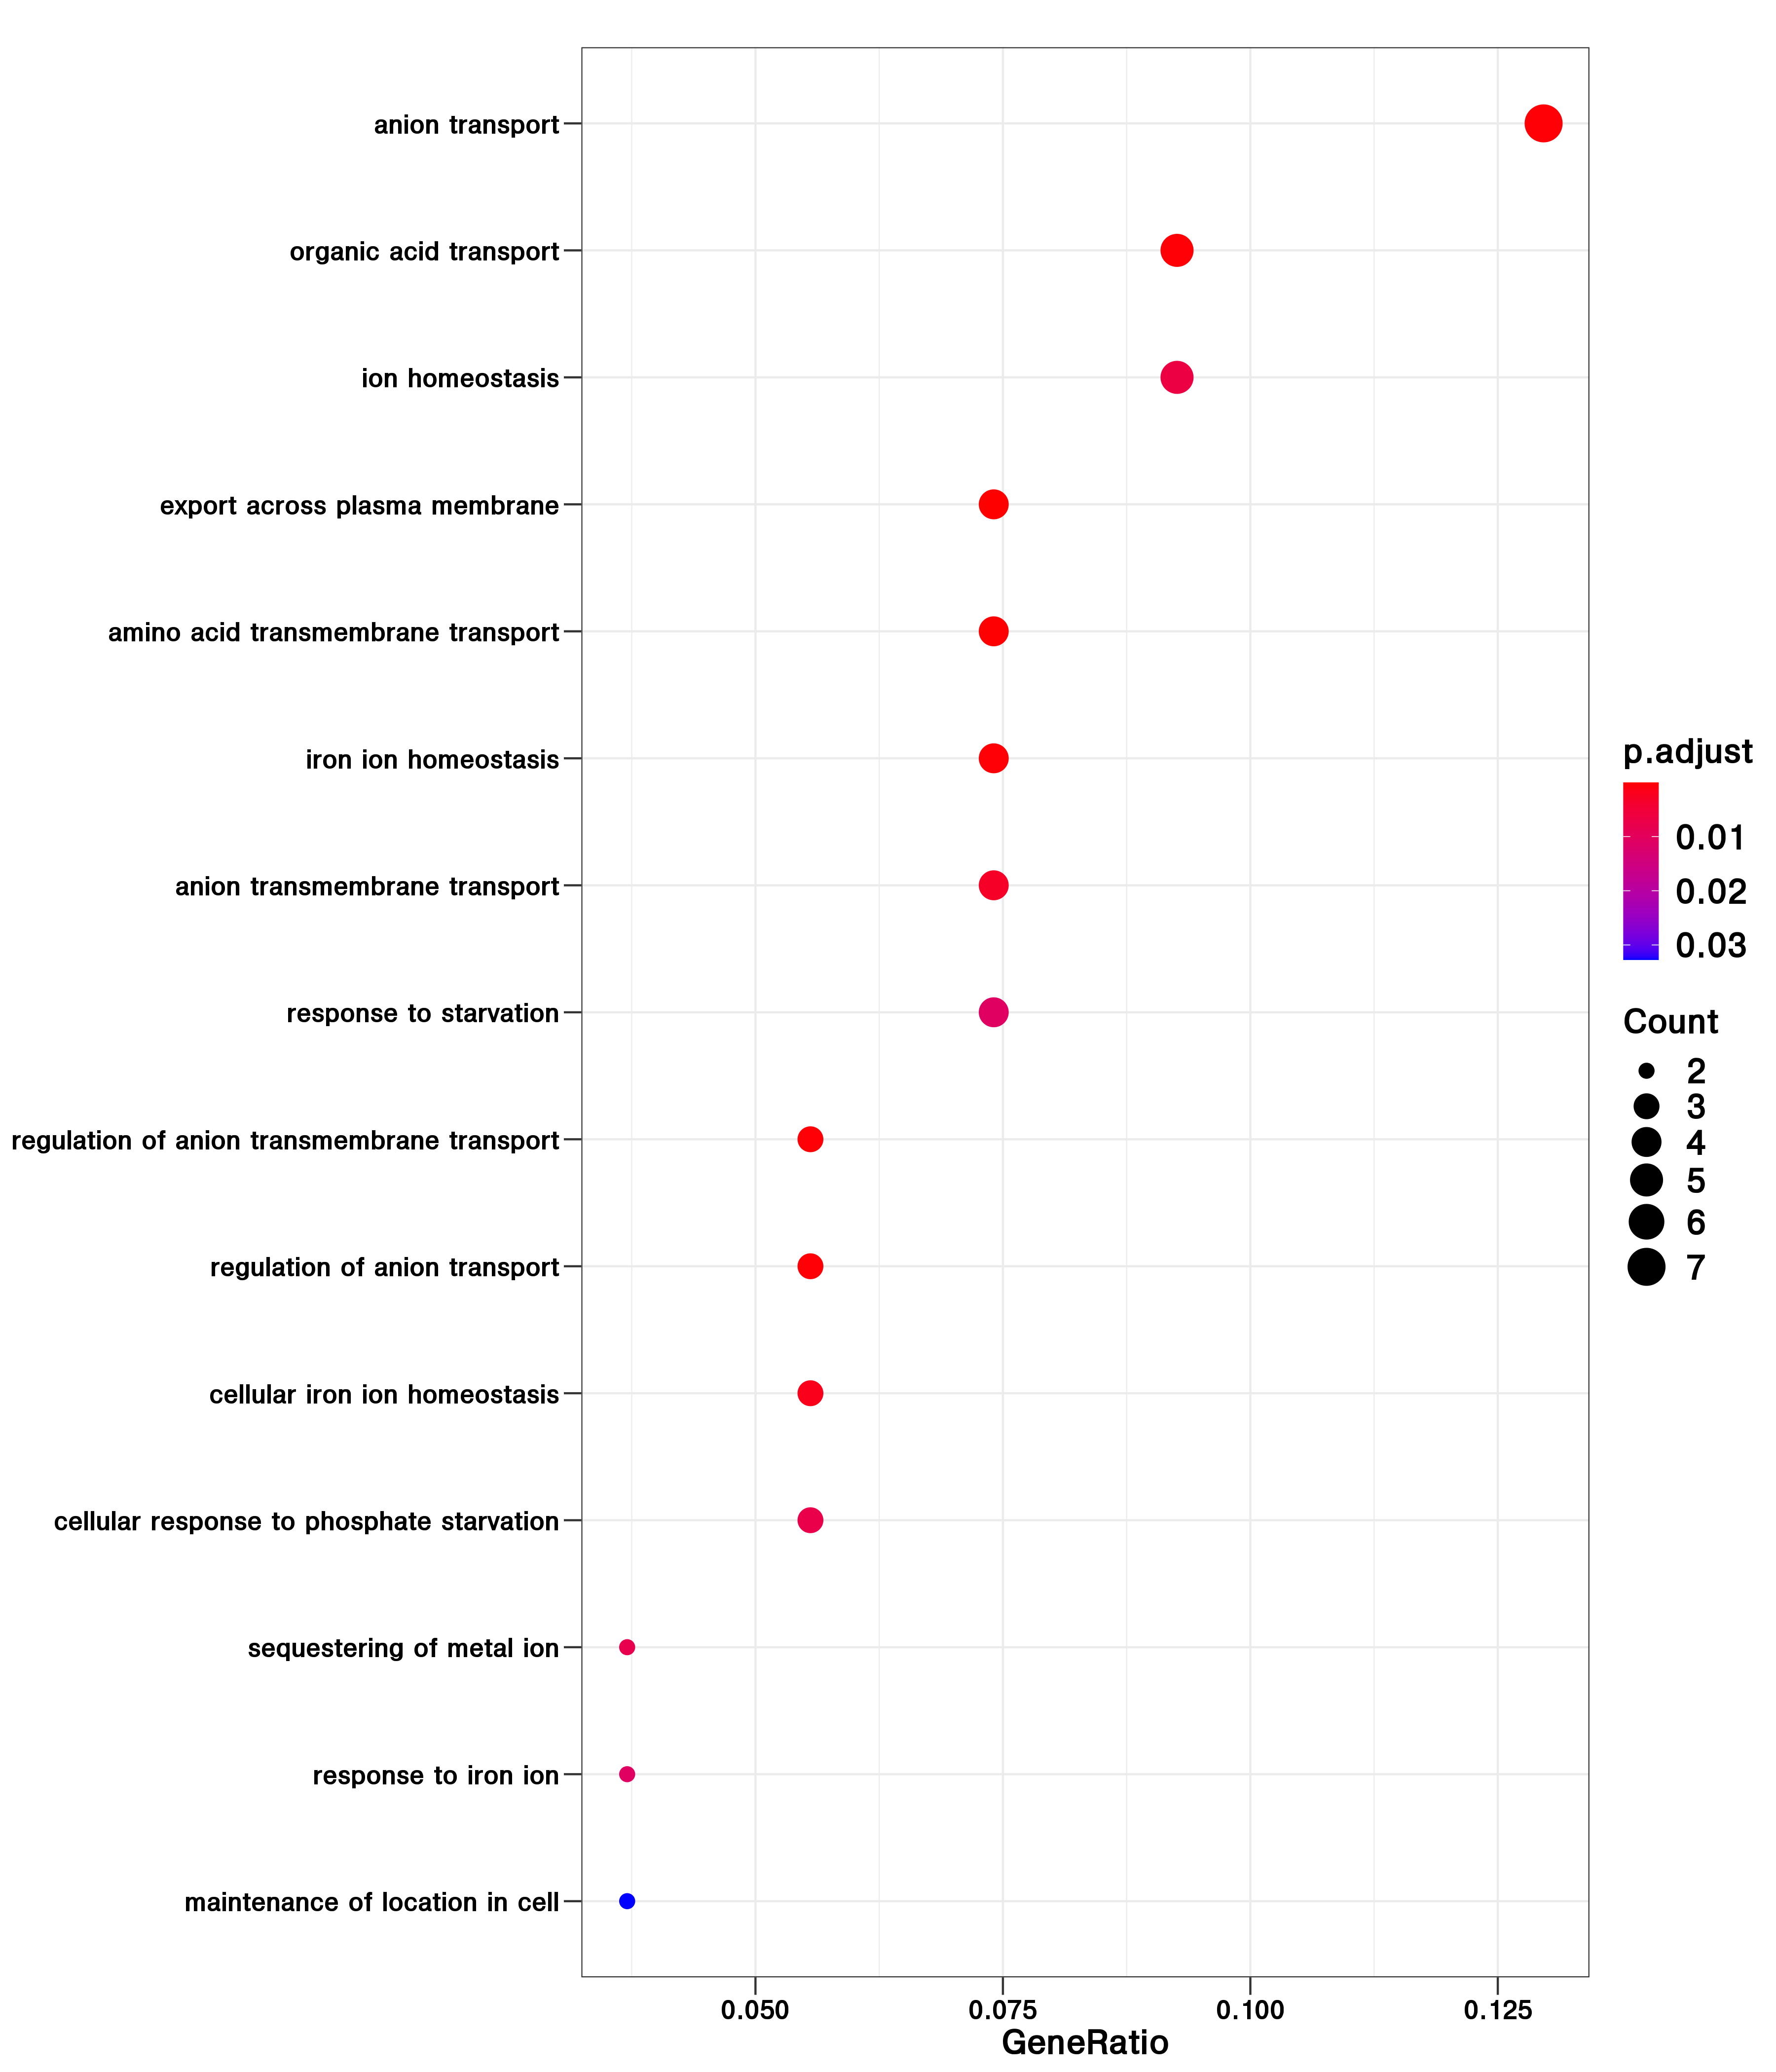 anion transport
organic acid transport
ion homeostasis
export across plasma membrane
amino acid transmembrane transport
iron ion homeostasis
anion transmembrane transport
response to starvation
regulation of anion transmembrane transport
regulation of anion transport
cellular iron ion homeostasis
cellular response to phosphate starvation
sequestering of metal ion
response to iron ion
maintenance of location in cell
0.050 0.075 0.100 0.125
GeneRatio
p.adjust
0.01
0.02
0.03
Count
2
3
4
5
6
7